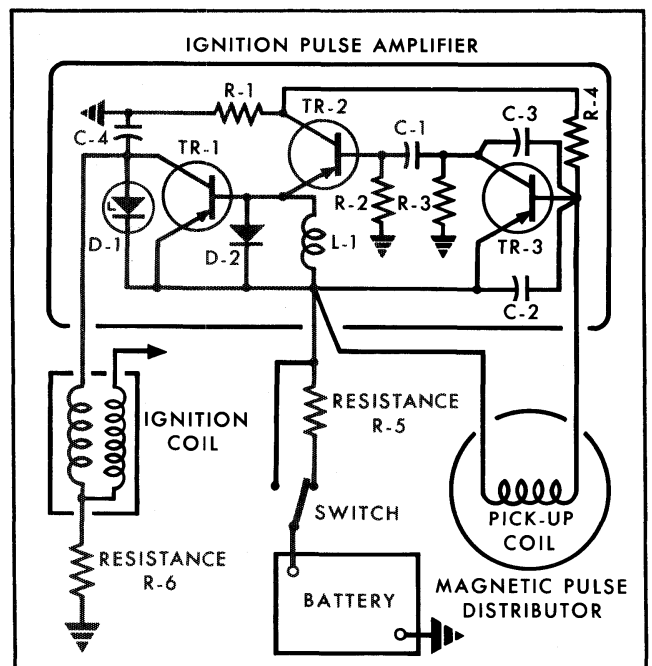 IGNITION PULSE AMPLIFIER
R-1
TR-2
R-4
C-3
C-1
C-4
TR-1
R-2
R-3
TR-3
L
D-1
D-2
L-1
C-2
IGNITION
COIL
RESISTANCE
R-5
SWITCH
PICK-UP
COIL
RESISTANCE
R-6
BATTERY
MAGNETIC PULSE
DISTRIBUTOR